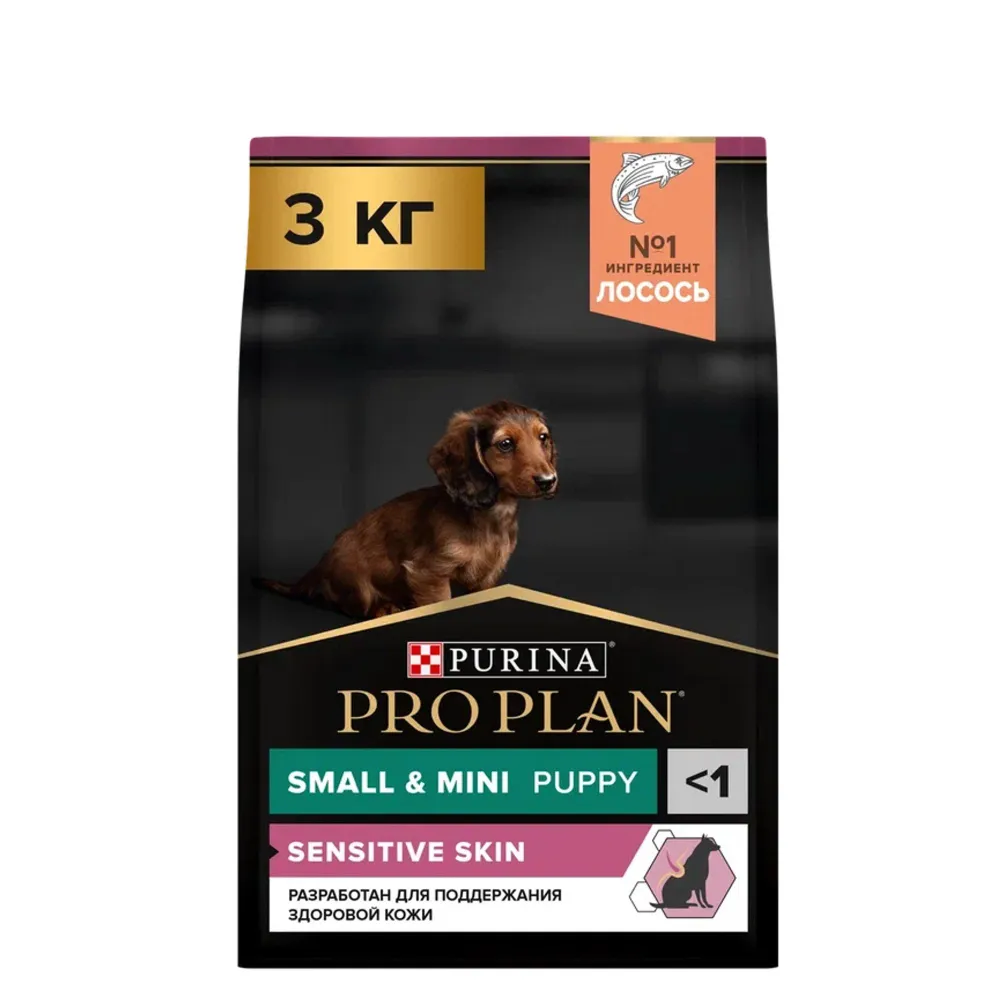 3 КГ
№1
ИНГРЕДИЕНТ
ЛОСОСЬ
PURINA
PRO PLAN
SMALL & MINI PUPPY <1
SENSITIVE SKIN
РАЗРАБОТАН ДЛЯ ПОДДЕРЖАНИЯ
ЗДОРОВОЙ КОЖИ